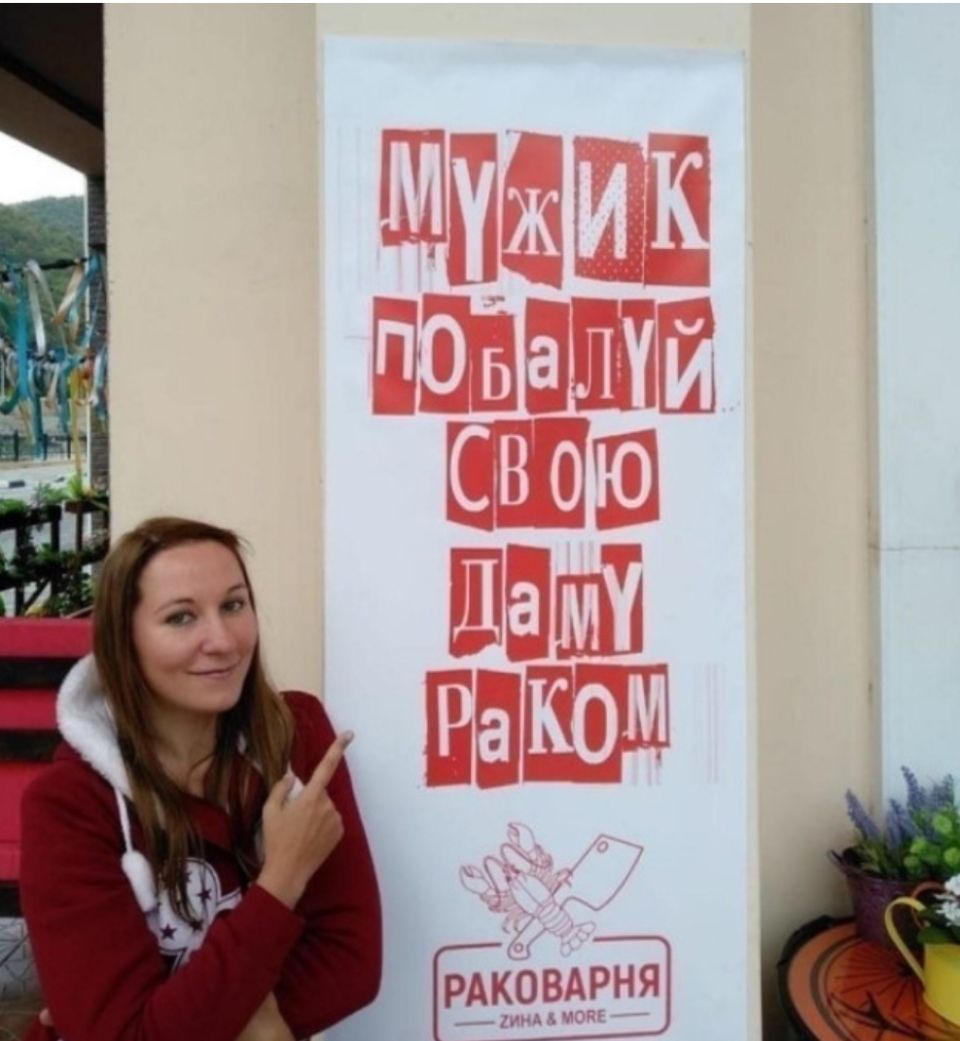 МУЖИК
ПОБаЛУЙ
СВОЮ
ДаМУ
РаКОМ
РАКОВАРНЯ
ZИНА & MORE